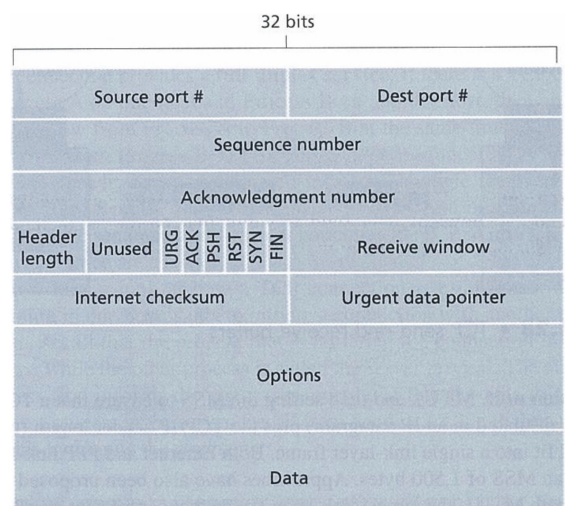 32 bits
Source port #
Dest port #
Sequence number
Acknowledgment number
Header length
Unused
URG
ACK
PSH
RST
SYN
FIN
Receive window
Internet checksum
Urgent data pointer
Options
Data